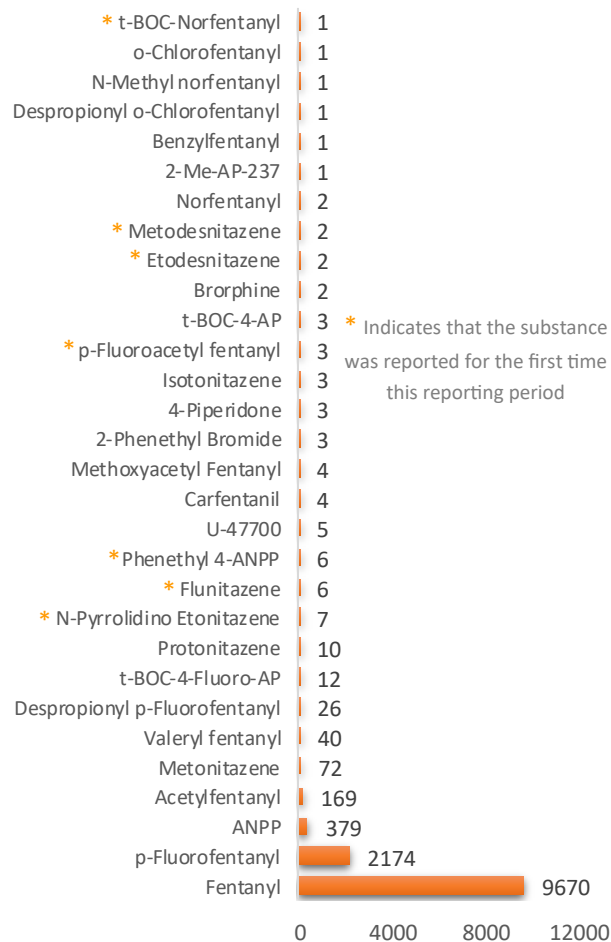 * t-BOC-Norfentanyl 1
o-Chlorofentanyl 1
N-Methyl norfentanyl 1
Despropionyl o-Chlorofentanyl 1
Benzylfentanyl 1
2-Me-AP-237 1
Norfentanyl 2
* Metodesnitazene 2
* Etodesnitazene 2
Brorphine 2
t-BOC-4-AP 3
* p-Fluoroacetyl fentanyl 3
Isotonitazene 3
4-Piperidone 3
2-Phenethyl Bromide 3
Methoxyacetyl Fentanyl 4
Carfentanil 4
U-47700 5
* Phenethyl 4-ANPP 6
* Flunitazene 6
* N-Pyrrolidino Etonitazene 7
Protonitazene 10
t-BOC-4-Fluoro-AP 12
Despropionyl p-Fluorofentanyl 26
Valeryl fentanyl 40
Metonitazene 72
Acetylfentanyl 169
ANPP 379
p-Fluorofentanyl 2174
Fentanyl 9670
0 4000 8000 12000
* Indicates that the substance
was reported for the first time
this reporting period